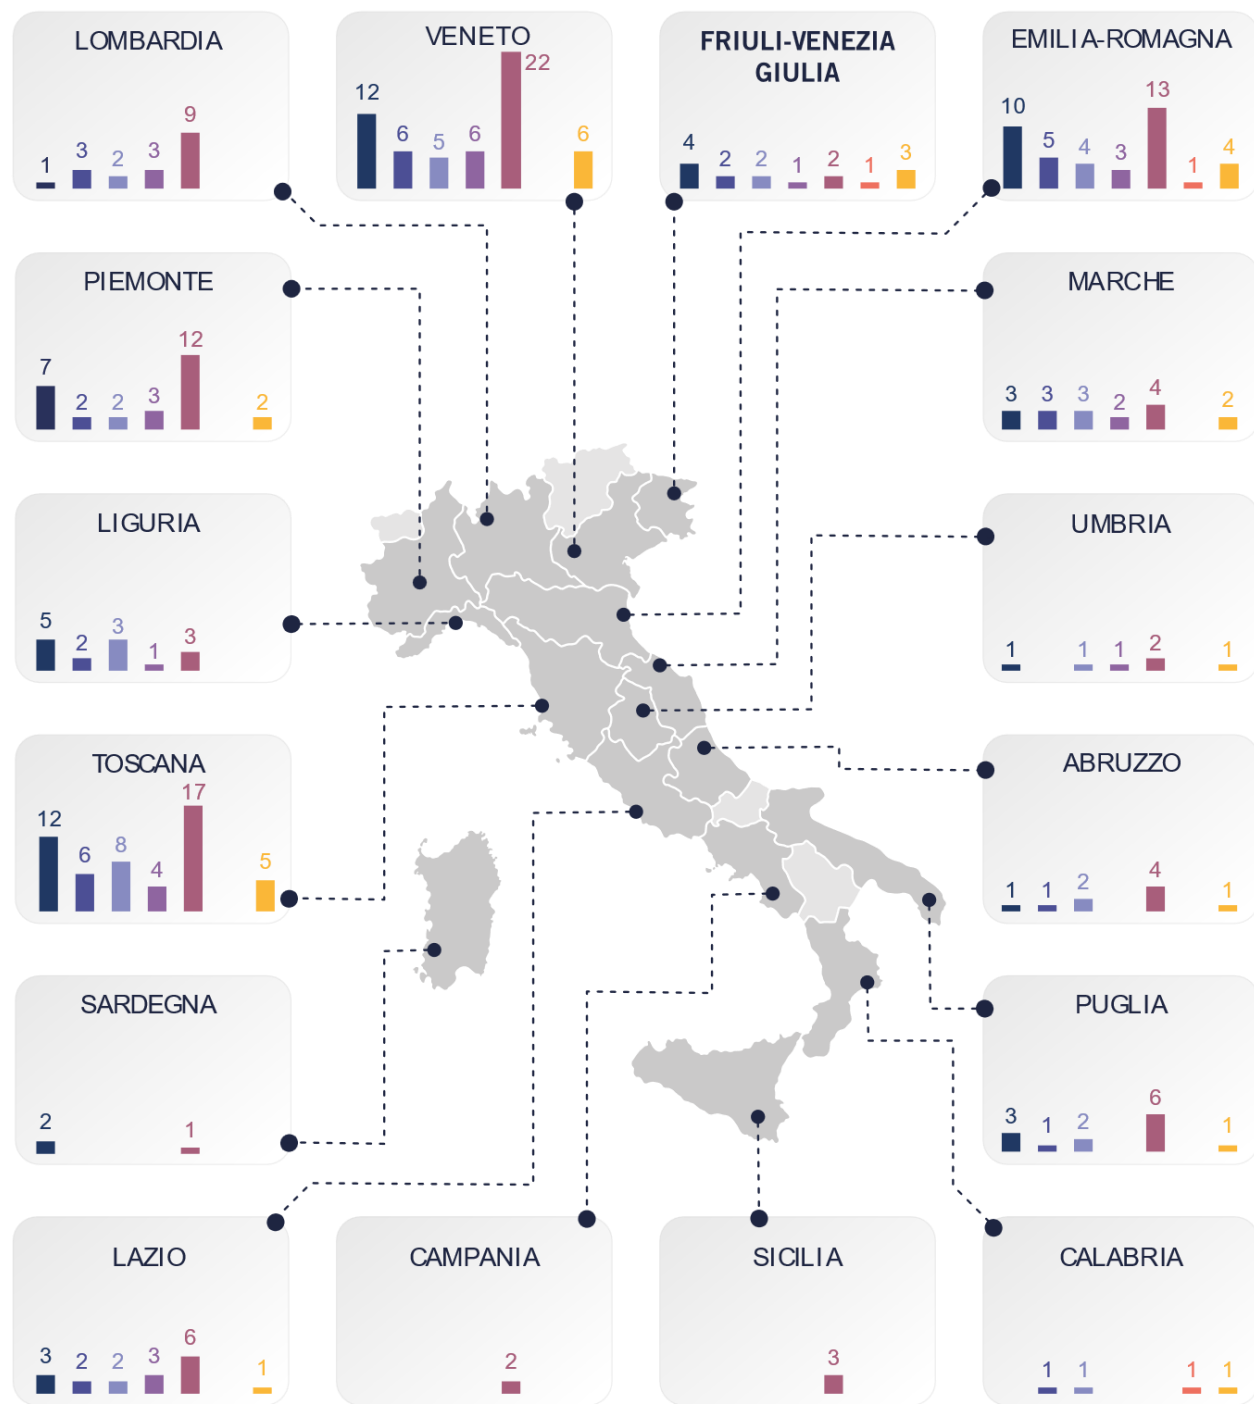 LOMBARDIA
1 3 2 3 9
VENETO
12 6 5 6 22 6
FRIULI-VENEZIA
GIULIA
4 2 2 1 2 1 3
EMILIA-ROMAGNA
10 5 4 3 13 1 4
PIEMONTE
7 2 2 3 12 2
MARCHE
3 3 3 2 4 2
LIGURIA
5 2 3 1 3
UMBRIA
1 1 1 2 1
TOSCANA
12 6 8 4 17 5
ABRUZZO
1 1 2 4 1
SARDEGNA
2 1
PUGLIA
3 1 2 6 1
LAZIO
3 2 2 3 6 1
CAMPANIA
2
SICILIA
3
CALABRIA
1 1 1 1